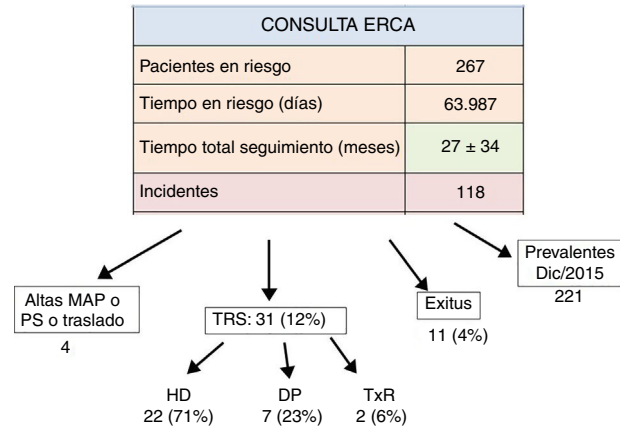 CONSULTA ERCA
Pacientes en riesgo 267
Tiempo en riesgo (días) 63.987
Tiempo total seguimiento (meses) 27 ± 34
Incidentes 118
Altas MAP o
PS o traslado
4
TRS: 31 (12%)
Exitus
11 (4%)
Prevalentes
Dic/2015
221
HD
22 (71%)
DP
7 (23%)
TxR
2 (6%)